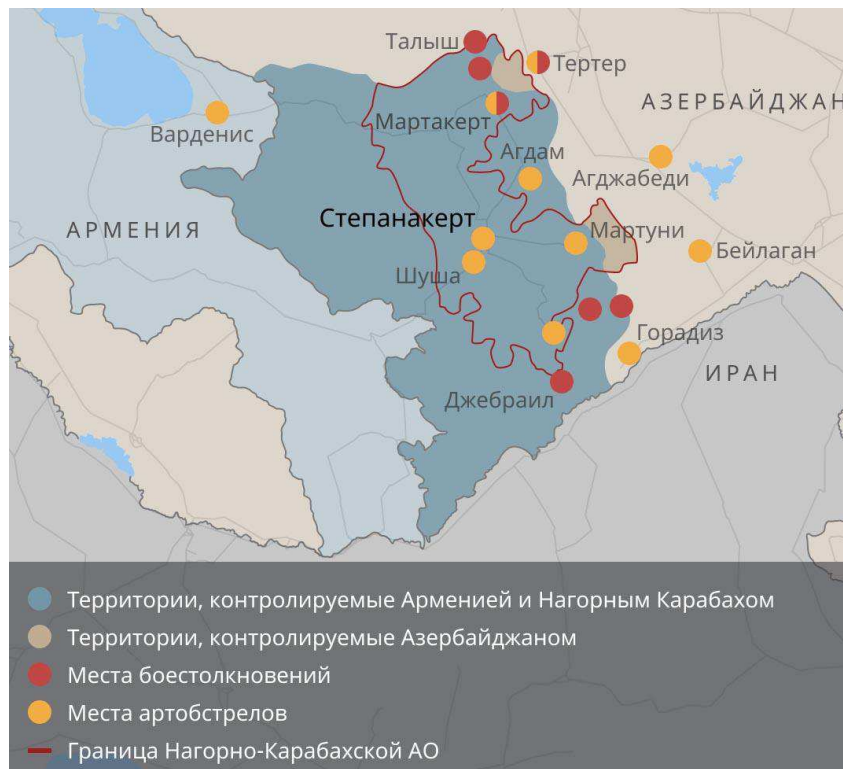 Талыш
Тертер
АЗЕРБАЙДЖАН
Варденис
Мартакерт
Агдам
Агджабеди
Степанакерт
Мартуни
АРМЕНИЯ
Бейлаган
Шуша
Горадиз
ИРАН
Джебраил
Территории, контролируемые Арменией и Нагорным Карабахом
Территории, контролируемые Азербайджаном
Места боестолкновений
Места артобстрелов
Граница Нагорно-Карабахской АО